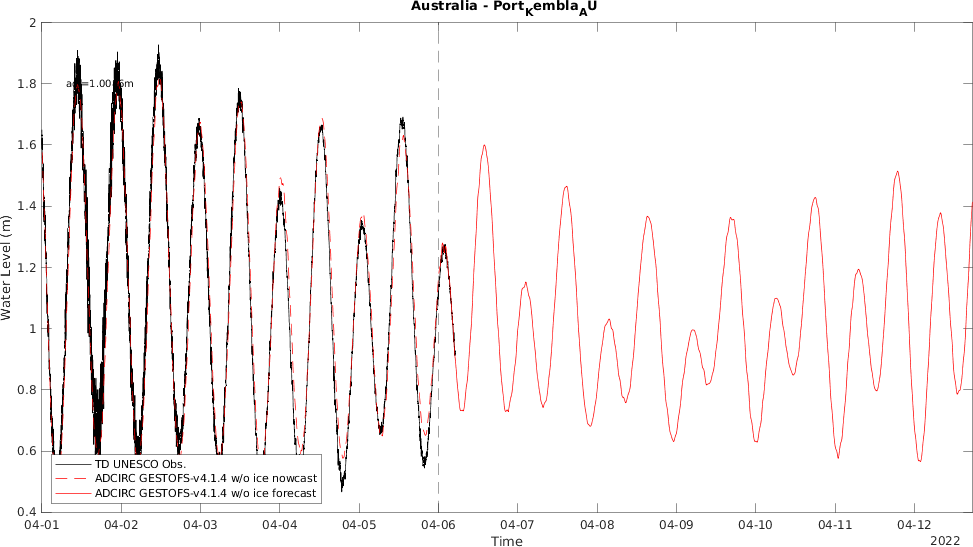 Australia - PortKemblaAU
2
1.8
1.6
1.4
1.2
1
0.8
0.6
0.4
Water Level (m)
TD UNESCO Obs.
ADCIRC GESTOFS-v4.1.4 w/o ice nowcast
ADCIRC GESTOFS-v4.1.4 w/o ice forecast
04-01 04-02 04-03 04-04 04-05 04-06 04-07 04-08 04-09 04-10 04-11 04-12
Time
2022